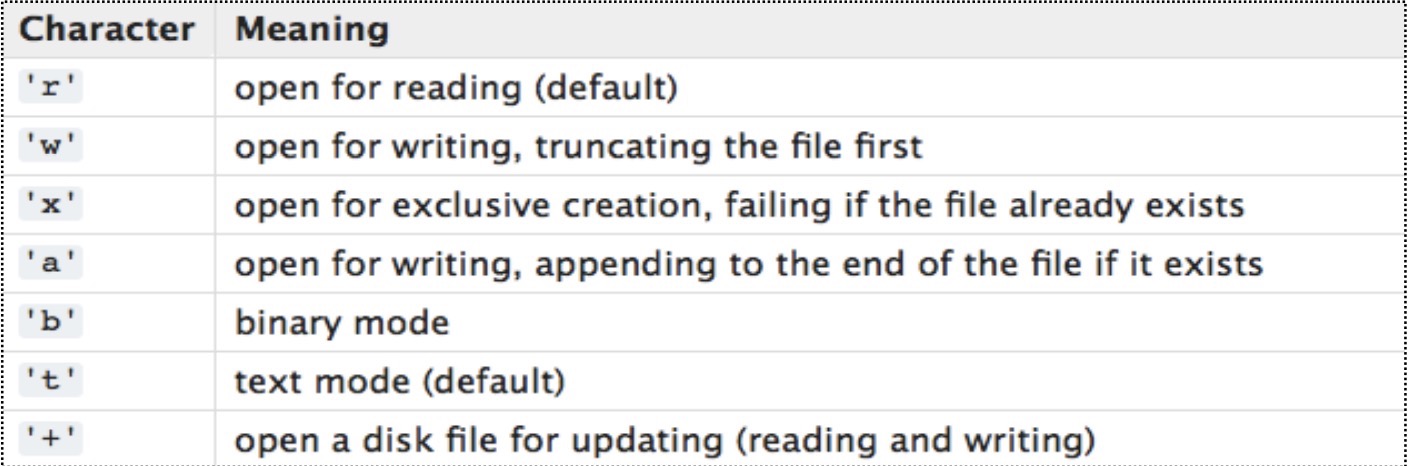 Character Meaning
'r' open for reading (default)
'w' open for writing, truncating the file first
'x' open for exclusive creation, failing if the file already exists
'a' open for writing, appending to the end of the file if it exists
'b' binary mode
't' text mode (default)
'+' open a disk file for updating (reading and writing)